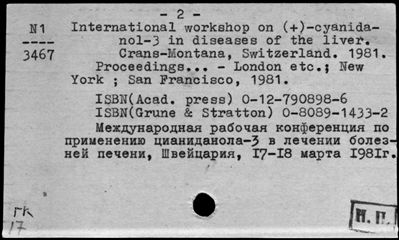 - 2 -
N1
----
3467
International workshop on (+)-cyanida-
nol-3 in diseases of the liver.
Crans-Montana, Switzerland. 1981.
Proceedings... - London etc.; New
York ; San Francisco, 1981.
ISBN(Acad. press) 0-12-790898-6
ISBN(Grune & Stratton) 0-8089-1433-2
Международная рабочая конференция по
применению цианиданола-3 в лечении болез-
ней печени, Швейцария, 17-18 марта 1981г.
ГК
17
Н. П.